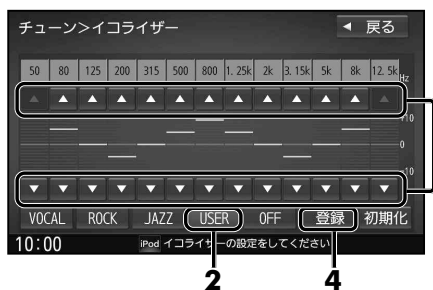 チューン>イコライザー ◀ 戻る
50 80 125 200 315 500 800 1.25k 2k 3.15k 5k 8k 12.5k Hz
▲ ▲ ▲ ▲ ▲ ▲ ▲ ▲ ▲ ▲ ▲ ▲ ▲
+10
0
-10
▼ ▼ ▼ ▼ ▼ ▼ ▼ ▼ ▼ ▼ ▼ ▼ ▼
VOCAL ROCK JAZZ USER OFF 登録 初期化
10:00 iPod イコライザーの設定をしてください
2 4